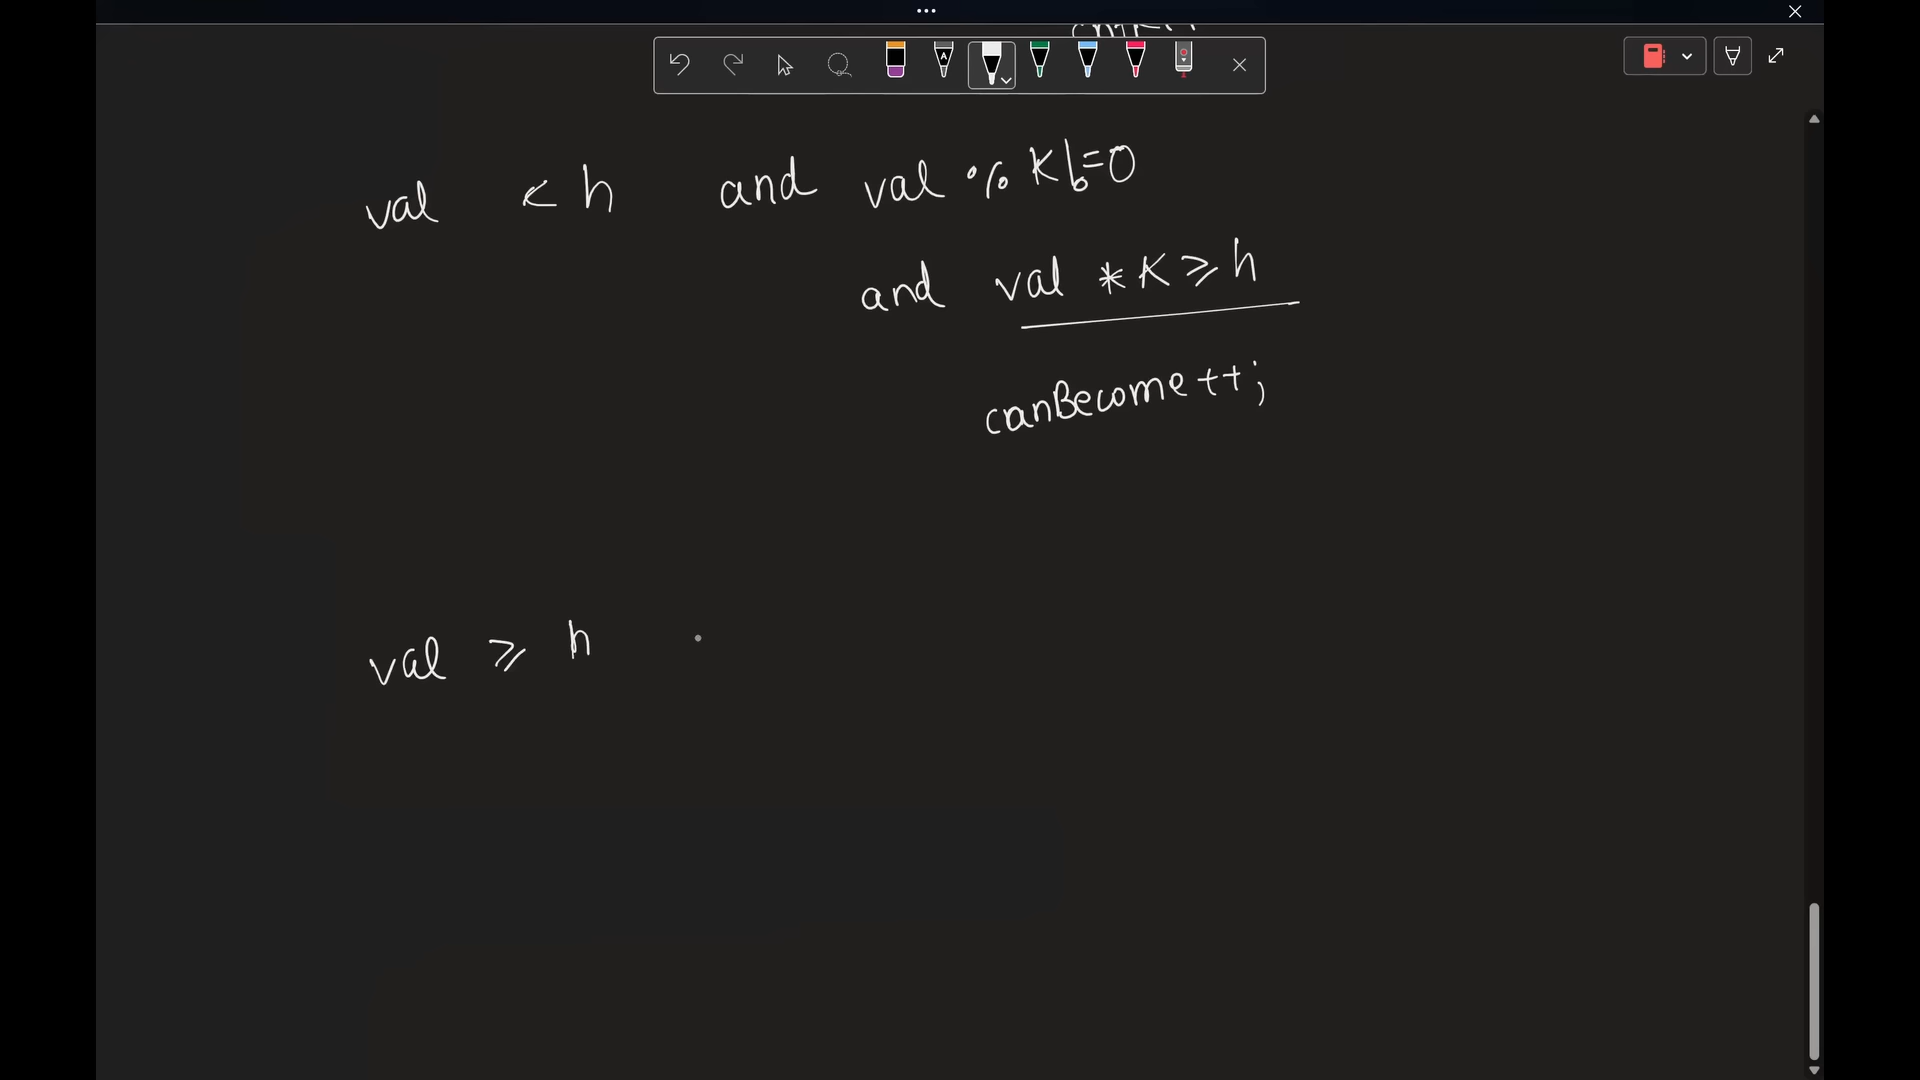 val < h and val % K != 0
and val * K ≥ h
canBecome ++ ;
val ≥ h